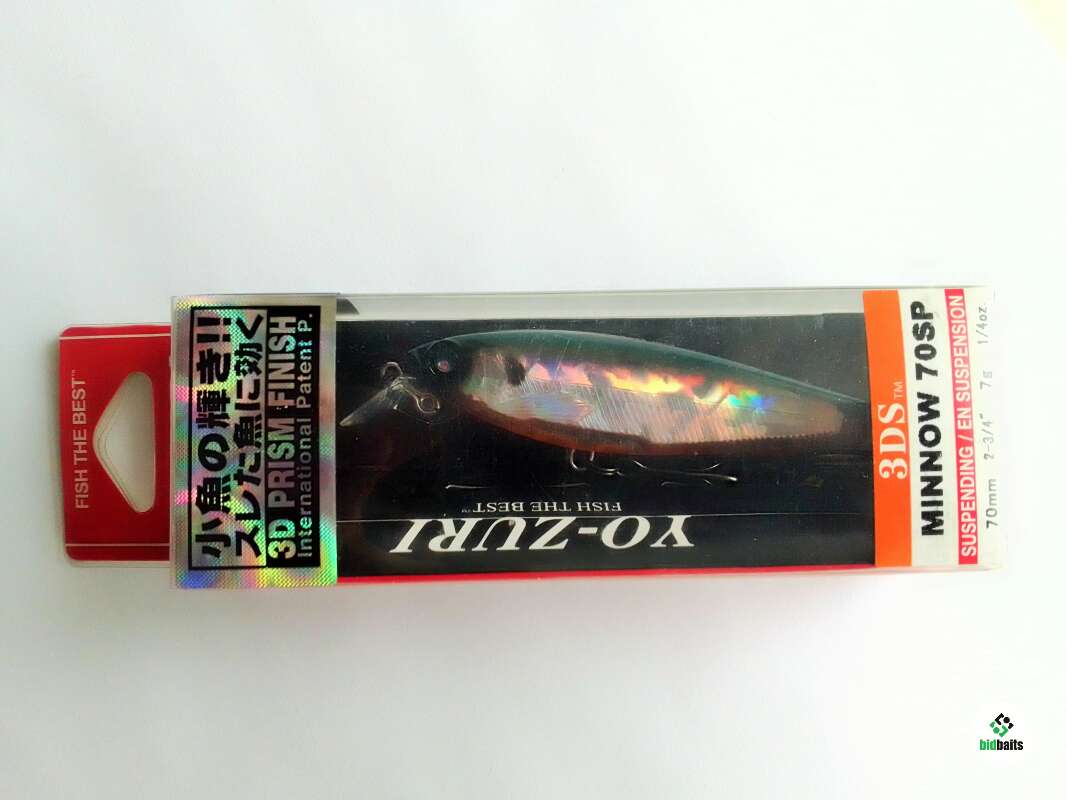 FISH THE BEST™
小魚の輝き!!
スレた魚に効く
3D PRISM FINISH
International Patent P.
YO-ZURI
FISH THE BEST™
3DS™
MINNOW 70SP
SUSPENDING / EN SUSPENSION
70mm 2-3/4" 7g 1/4oz
bidbaits